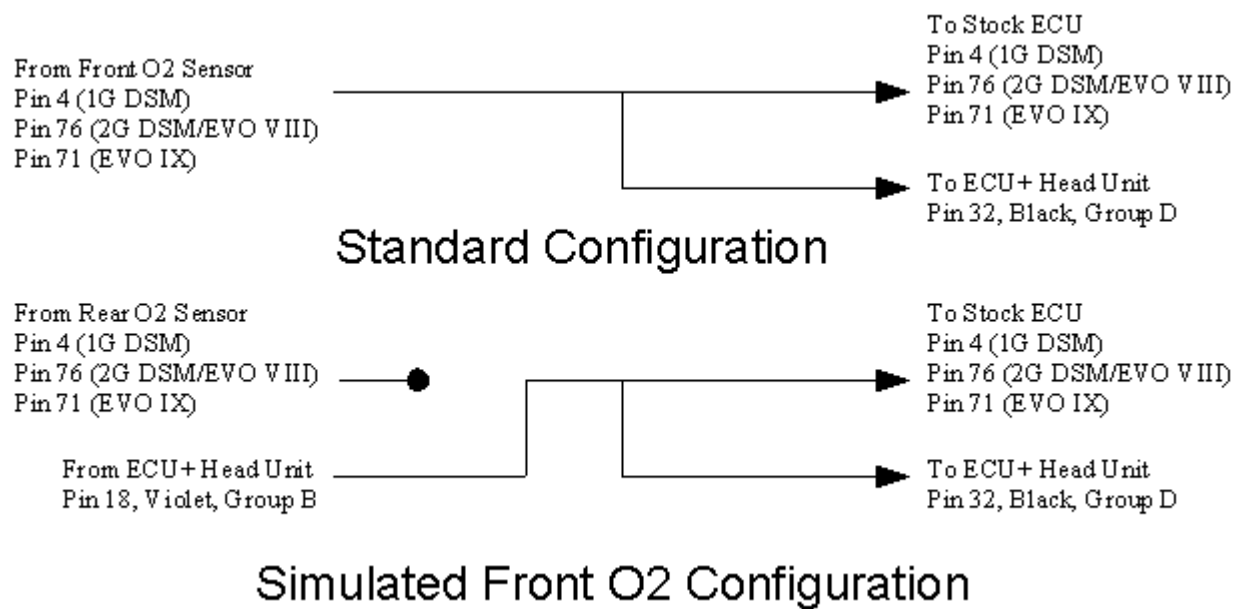 From Front O2 Sensor
Pin 4 (1G DSM)
Pin 76 (2G DSM/EVO VIII)
Pin 71 (EVO IX)
To Stock ECU
Pin 4 (1G DSM)
Pin 76 (2G DSM/EVO VIII)
Pin 71 (EVO IX)
To ECU+ Head Unit
Pin 32, Black, Group D
Standard Configuration
From Rear O2 Sensor
Pin 4 (1G DSM)
Pin 76 (2G DSM/EVO VIII)
Pin 71 (EVO IX)
From ECU+ Head Unit
Pin 18, Violet, Group B
To Stock ECU
Pin 4 (1G DSM)
Pin 76 (2G DSM/EVO VIII)
Pin 71 (EVO IX)
To ECU+ Head Unit
Pin 32, Black, Group D
Simulated Front O2 Configuration